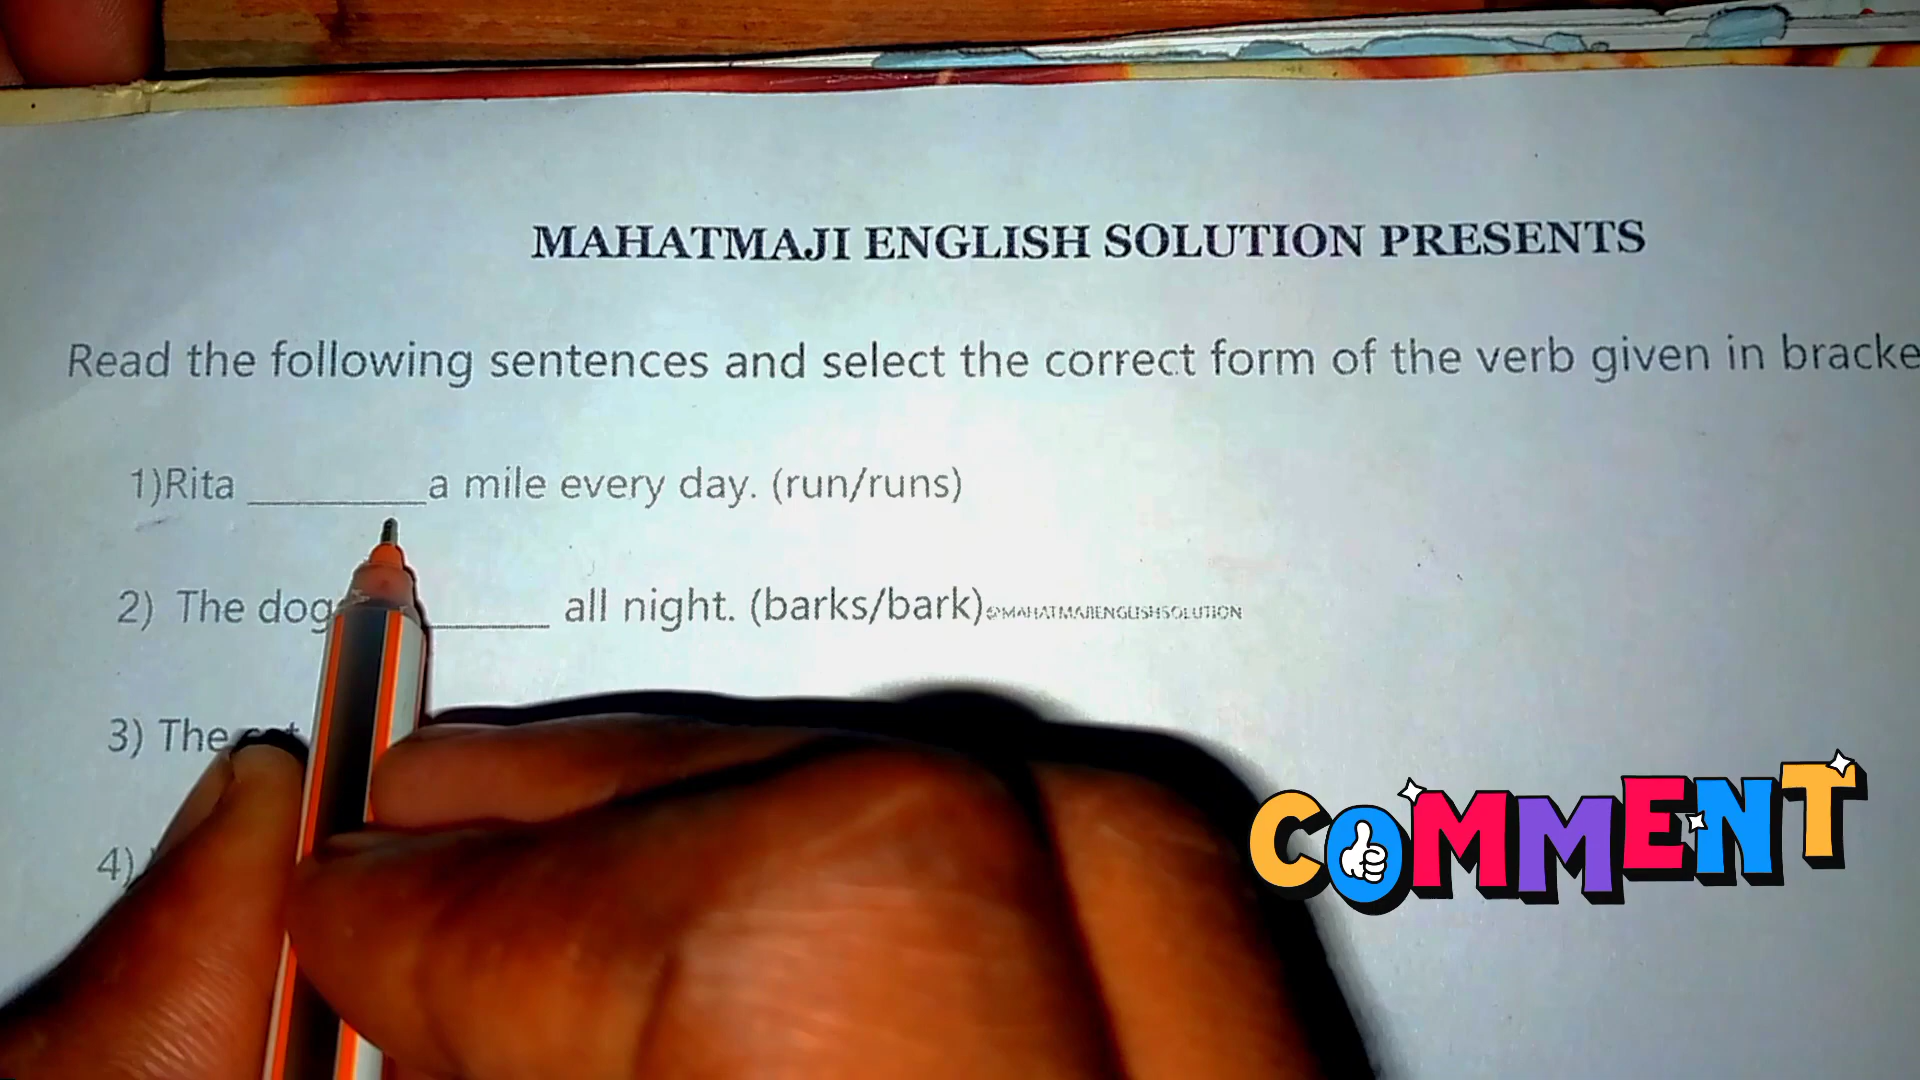 MAHATMAJI ENGLISH SOLUTION PRESENTS
Read the following sentences and select the correct form of the verb given in bracke
1)Rita ________a mile every day. (run/runs)
2) The dog ______ all night. (barks/bark)@MAHATMAJIENGLISHSOLUTION
3) The
4)
COMMENT